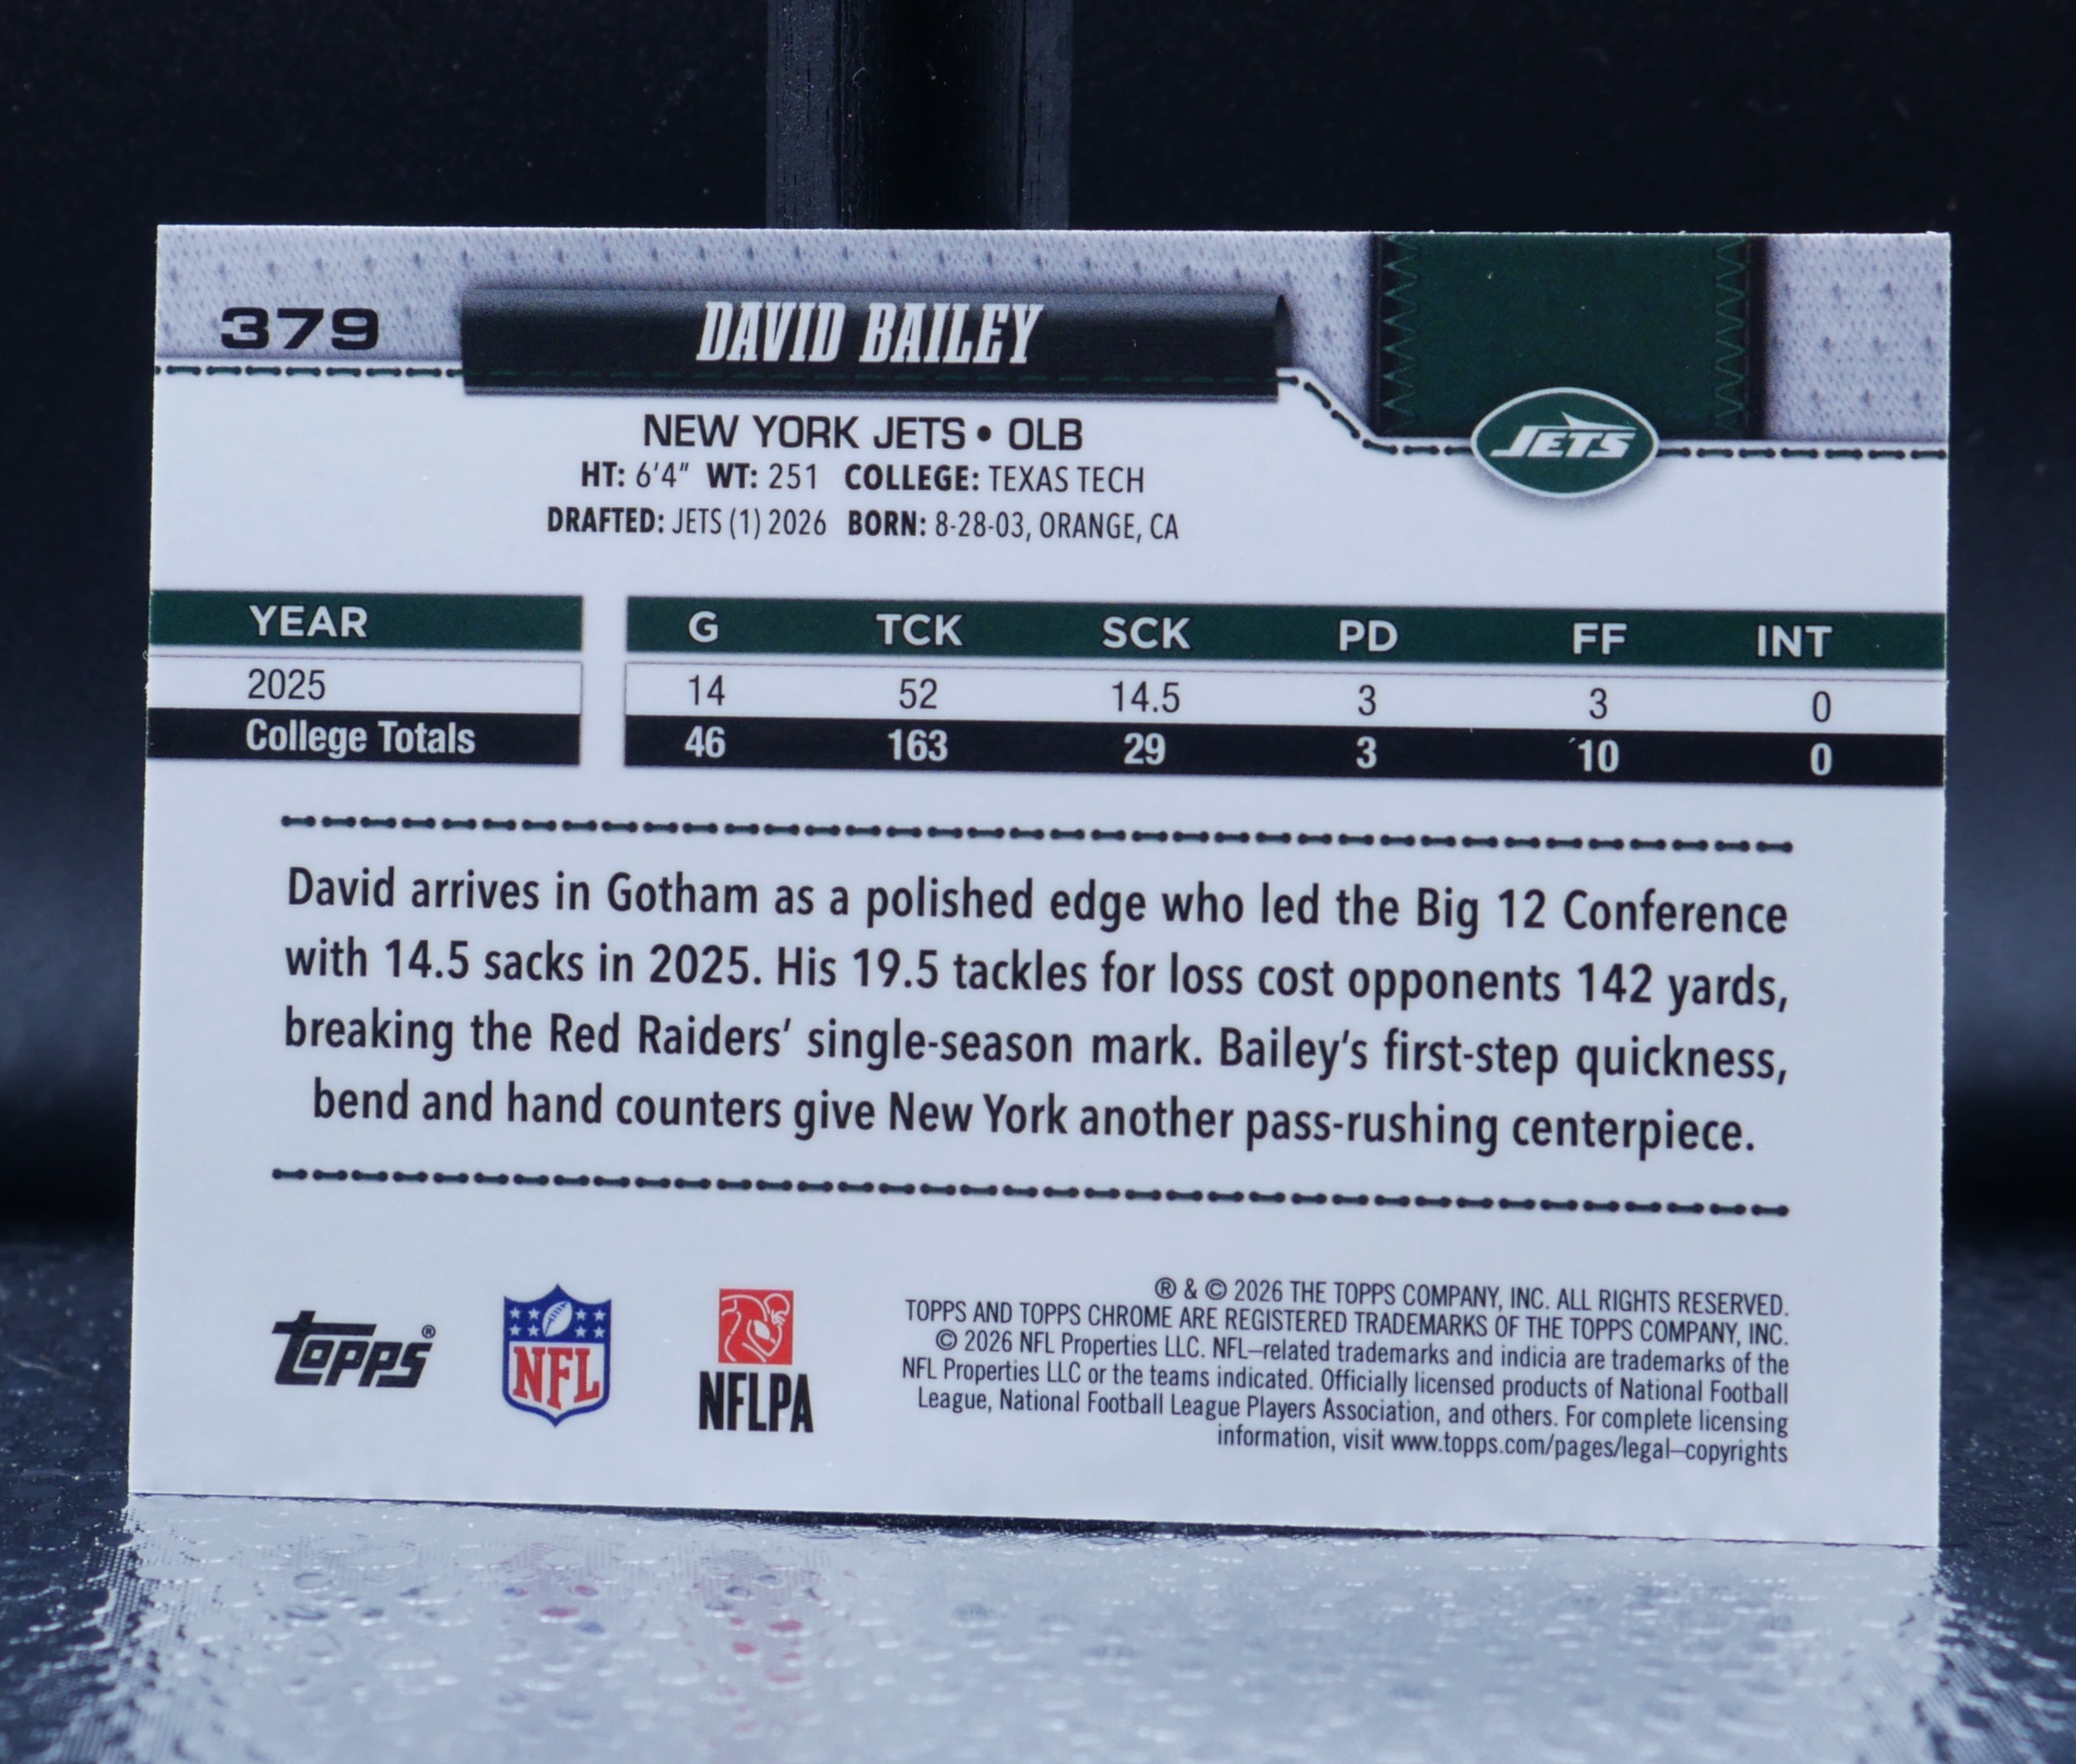 379
DAVID BAILEY
JETS
NEW YORK JETS • OLB
HT: 6'4" WT: 251 COLLEGE: TEXAS TECH
DRAFTED: JETS (1) 2026 BORN: 8-28-03, ORANGE, CA
YEAR G TCK SCK PD FF INT
2025 14 52 14.5 3 3 0
College Totals 46 163 29 3 10 0
David arrives in Gotham as a polished edge who led the Big 12 Conference
with 14.5 sacks in 2025. His 19.5 tackles for loss cost opponents 142 yards,
breaking the Red Raiders' single-season mark. Bailey's first-step quickness,
bend and hand counters give New York another pass-rushing centerpiece.
topps®
NFL
NFLPA
® & © 2026 THE TOPPS COMPANY, INC. ALL RIGHTS RESERVED.
TOPPS AND TOPPS CHROME ARE REGISTERED TRADEMARKS OF THE TOPPS COMPANY, INC.
© 2026 NFL Properties LLC. NFL–related trademarks and indicia are trademarks of the
NFL Properties LLC or the teams indicated. Officially licensed products of National Football
League, National Football League Players Association, and others. For complete licensing
information, visit www.topps.com/pages/legal–copyrights